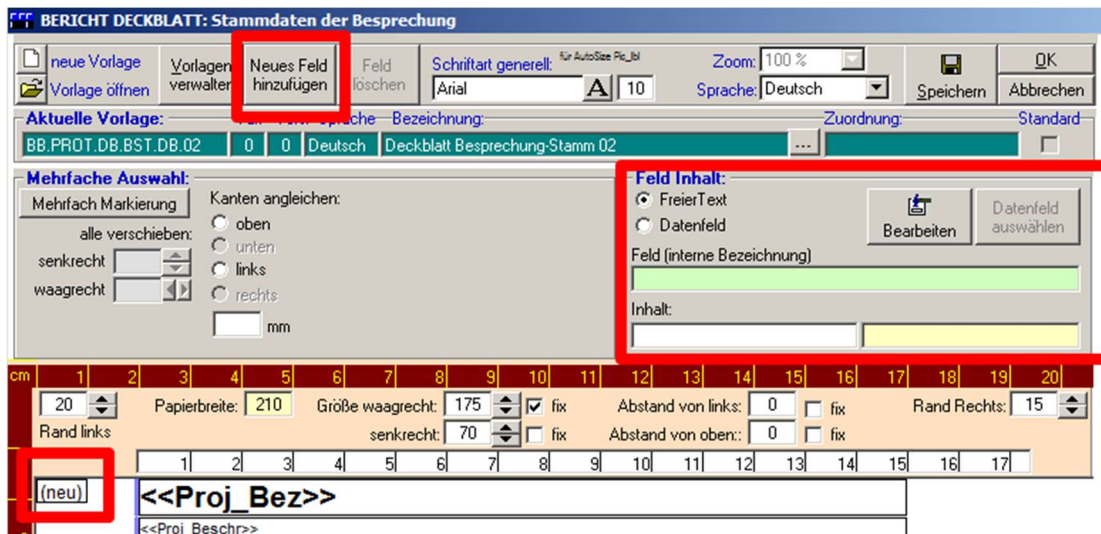 BERICHT DECKBLATT: Stammdaten der Besprechung
neue Vorlage
Vorlage öffnen
Vorlagen verwalten
Neues Feld hinzufügen
Feld löschen
Schriftart generell: für AutoSize Pic_lbl
Arial A 10
Zoom: 100 %
Sprache: Deutsch
Speichern
OK
Abbrechen
Aktuelle Vorlage: Sprache Bezeichnung: Zuordnung: Standard
BB.PROT.DB.BST.DB.02 0 0 Deutsch Deckblatt Besprechung-Stamm 02 ...
Mehrfache Auswahl:
Mehrfach Markierung
alle verschieben:
senkrecht
waagrecht
Kanten angleichen:
oben
unten
links
rechts
mm
Feld Inhalt:
FreierText
Datenfeld
Bearbeiten
Datenfeld auswählen
Feld (interne Bezeichnung)
Inhalt:
cm 1 2 3 4 5 6 7 8 9 10 11 12 13 14 15 16 17 18 19 20
20 Papierbreite: 210 Größe waagrecht: 175 fix Abstand von links: 0 fix Rand Rechts: 15
Rand links senkrecht: 70 fix Abstand von oben:: 0 fix
1 2 3 4 5 6 7 8 9 10 11 12 13 14 15 16 17
(neu) <<Proj_Bez>>
<<Proj_Beschr>>